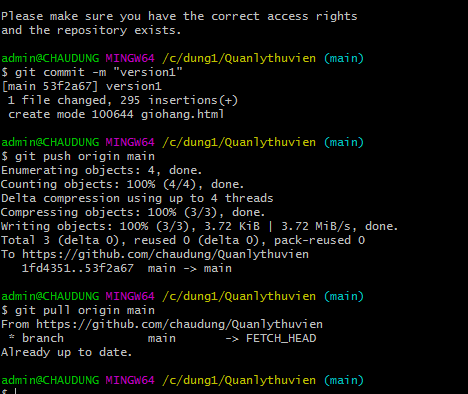 Please make sure you have the correct access rights
and the repository exists.
admin@CHAUDUNG MINGW64 /c/dung1/Quanlythuvien (main)
$ git commit -m "version1"
[main 53f2a67] version1
1 file changed, 295 insertions(+)
create mode 100644 giohang.html
admin@CHAUDUNG MINGW64 /c/dung1/Quanlythuvien (main)
$ git push origin main
Enumerating objects: 4, done.
Counting objects: 100% (4/4), done.
Delta compression using up to 4 threads
Compressing objects: 100% (3/3), done.
Writing objects: 100% (3/3), 3.72 KiB | 3.72 MiB/s, done.
Total 3 (delta 0), reused 0 (delta 0), pack-reused 0
To https://github.com/chaudung/Quanlythuvien
1fd4351..53f2a67  main -> main
admin@CHAUDUNG MINGW64 /c/dung1/Quanlythuvien (main)
$ git pull origin main
From https://github.com/chaudung/Quanlythuvien
* branch            main       -> FETCH_HEAD
Already up to date.
admin@CHAUDUNG MINGW64 /c/dung1/Quanlythuvien (main)
$